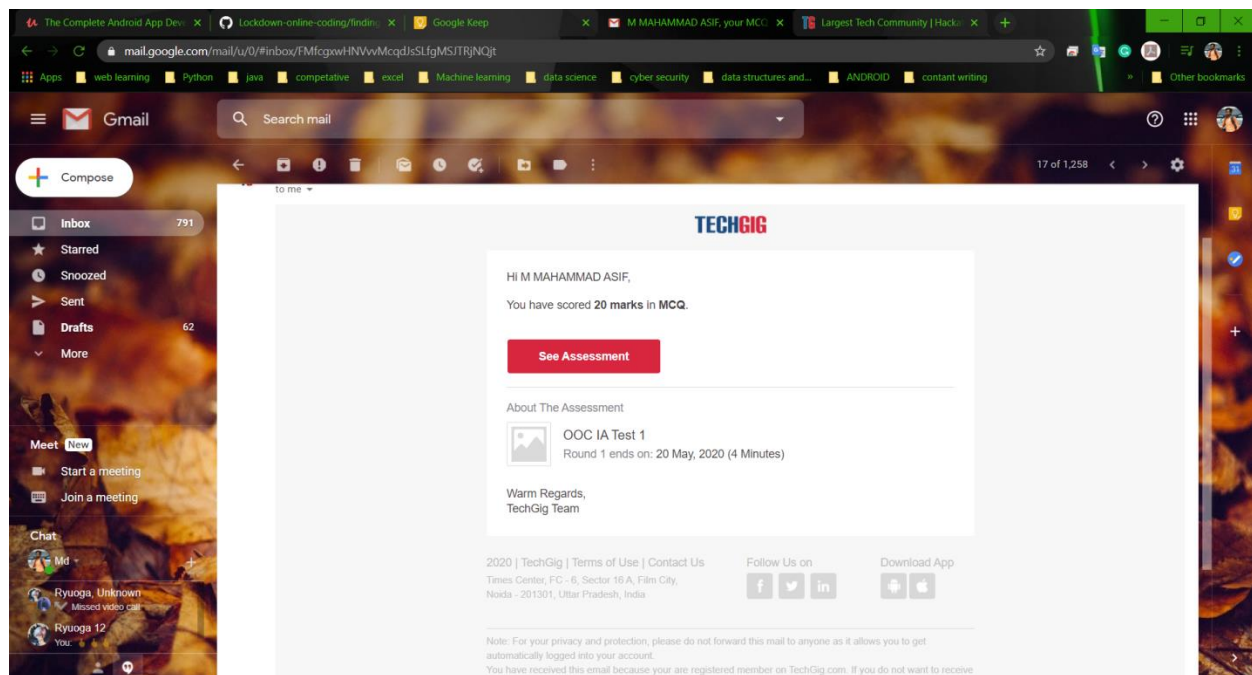 The Complete Android App Deve
Lockdown-online-coding/finding
Google Keep
M MAHAMMAD ASIF, your MCQ
Largest Tech Community | Hacka
mail.google.com/mail/u/0/#inbox/FMfcgxwHNVvvMcqdJsSLfgMSJTRjNQjt
Apps web learning Python java competative excel Machine learning data science cyber security data structures and... ANDROID contant writing » Other bookmarks
Gmail
Search mail
Compose
17 of 1,258
to me
Inbox 791
Starred
Snoozed
Sent
Drafts 62
More
Meet New
Start a meeting
Join a meeting
Chat
Md
Ryuoga, Unknown
Missed video call
Ryuoga 12
You:
TECHGIG
Hi M MAHAMMAD ASIF,
You have scored 20 marks in MCQ.
See Assessment
About The Assessment
OOC IA Test 1
Round 1 ends on: 20 May, 2020 (4 Minutes)
Warm Regards,
TechGig Team
2020 | TechGig | Terms of Use | Contact Us
Times Center, FC - 6, Sector 16 A, Film City,
Noida - 201301, Uttar Pradesh, India
Follow Us on
Download App
Note: For your privacy and protection, please do not forward this mail to anyone as it allows you to get
automatically logged into your account.
You have received this email because your are registered member on TechGig.com. If you do not want to receive